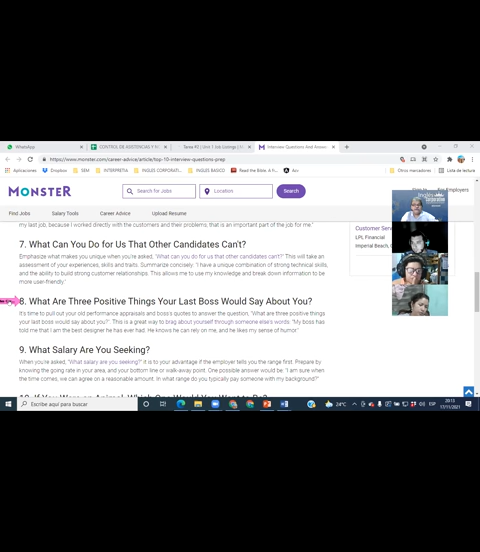 WhatsApp
CONTROL DE ASISTENCIAS Y N
Tarea #3 | Unit 1 Job Listings | I
Interview Questions And Answe
https://www.monster.com/career-advice/article/top-10-interview-questions-prep
Aplicaciones
Dropbox
SEM
INTERPRETIA
INGLES CORPORATI
INGLES BASICO
Read the Bible. A f
Otros marcadores
Lista de lectura
MONSTER
Search for Jobs
Location
Search
Employers
Find Jobs
Salary Tools
Career Advice
Upload Resume
my last job, because I worked directly with the customers and their problems, that is an important part of the job for me."
7. What Can You Do for Us That Other Candidates Can't?
Emphasize what makes you unique when you're asked, "What can you do for us that other candidates can't?" This will take an
assessment of your experiences, skills and traits. Summarize concisely: "I have a unique combination of strong technical skills,
and the ability to build strong customer relationships. This allows me to use my knowledge and break down information to be
more user-friendly."
8. What Are Three Positive Things Your Last Boss Would Say About You?
It's time to pull out your old performance appraisals and boss's quotes to answer the question, "What are three positive
things your last boss would say about you?". This is a great way to brag about yourself through someone else's words: "My boss has
told me that I am the best designer he has ever had. He knows he can rely on me, and he likes my sense of humor."
9. What Salary Are You Seeking?
When you're asked, "What salary are you seeking?" it is to your advantage if the employer tells you the range first. Prepare by
knowing the going rate in your area, and your bottom line or walk-away point. One possible answer would be: "I am sure when
the time comes, we can agree on a reasonable amount. In what range do you typically pay someone with my background?"
10. If You Were an Animal, Which One Would You Want to Be?
Customer Serv
LPL Financial
Imperial Beach, C
Escribe aquí para buscar
24°C
ESP
20:13
17/11/2021